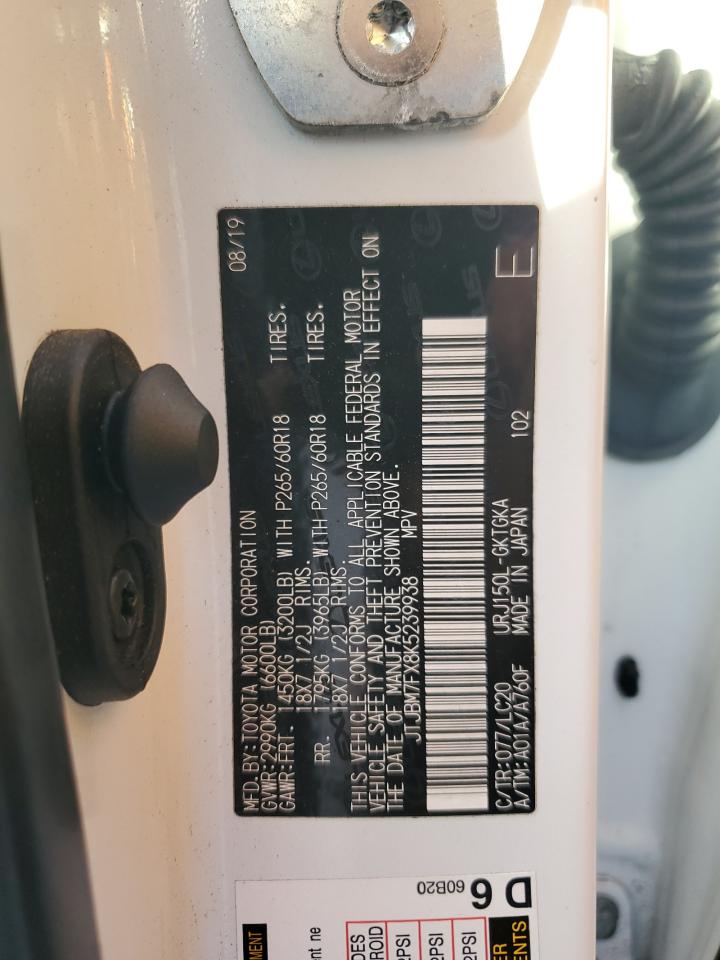 MFD.BY:TOYOTA MOTOR CORPORATION 08/19
GVWR:2990KG (6600LB)
GAWR:FRT. 1450KG (3200LB) WITH P265/60R18 TIRES.
18X7 1/2J RIMS.
RR. 1795KG (3965LB) WITH P265/60R18 TIRES.
18X7 1/2J RIMS.
THIS VEHICLE CONFORMS TO ALL APPLICABLE FEDERAL MOTOR
VEHICLE SAFETY AND THEFT PREVENTION STANDARDS IN EFFECT ON
THE DATE OF MANUFACTURE SHOWN ABOVE.
JTJBM7FX8K5239938 MPV
C/TR:077/LC20 URJ150L-GKTGKA 102
A/TM:A01A/A760F MADE IN JAPAN E
D6
60B20